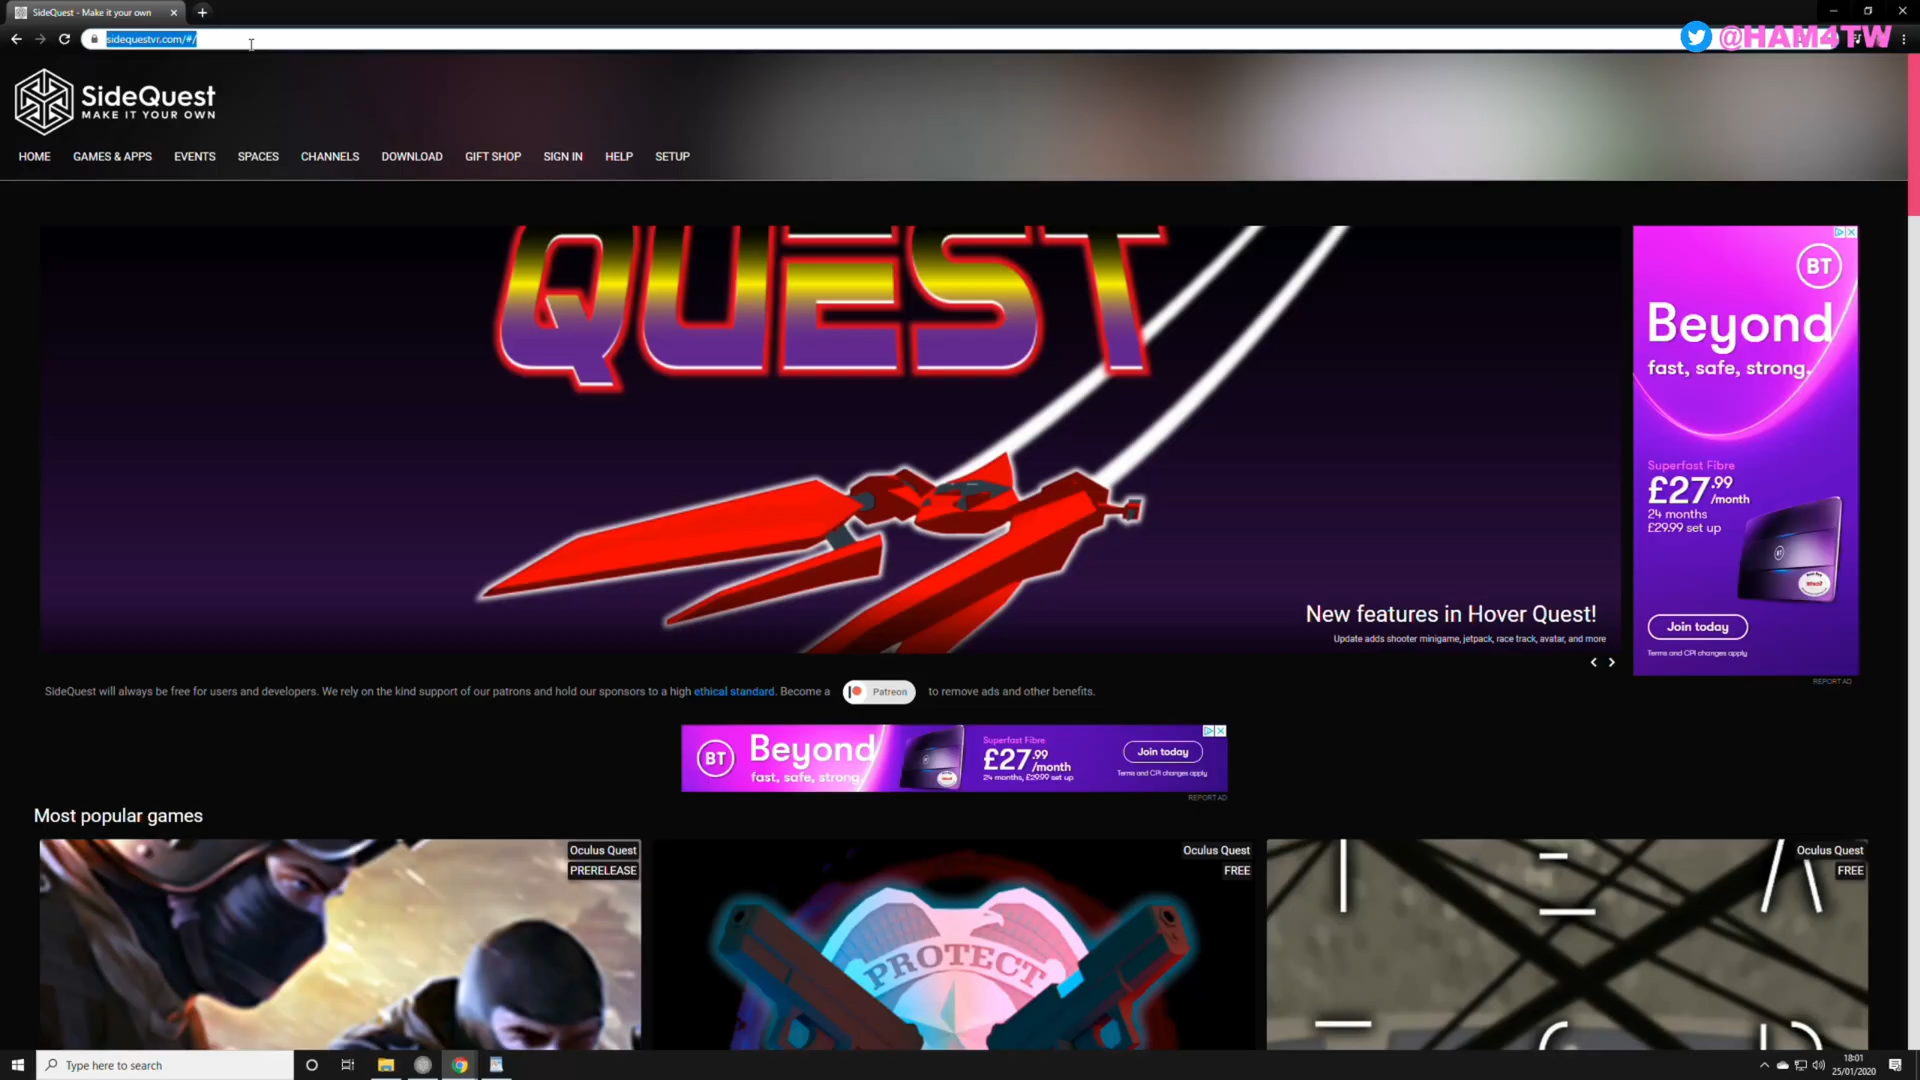 SideQuest - Make it your own
sidequestvr.com/#/
@HAM4TW
SideQuest
MAKE IT YOUR OWN
HOME GAMES & APPS EVENTS SPACES CHANNELS DOWNLOAD GIFT SHOP SIGN IN HELP SETUP
QUEST
New features in Hover Quest!
Update adds shooter minigame, jetpack, race track, avatar, and more
BT
Beyond
fast, safe, strong.
Superfast Fibre
£27.99
/month
24 months
£29.99 set up
Join today
Terms and CPI changes apply
REPORT AD
SideQuest will always be free for users and developers. We rely on the kind support of our patrons and hold our sponsors to a high ethical standard. Become a Patreon to remove ads and other benefits.
BT
Beyond
fast, safe, strong.
Superfast Fibre
£27.99
/month
24 months, £29.99 set up
Join today
Terms and CPI changes apply
REPORT AD
Most popular games
Oculus Quest
PRERELEASE
Oculus Quest
FREE
PROTECT
Oculus Quest
FREE
Type here to search
18:01
25/01/2020